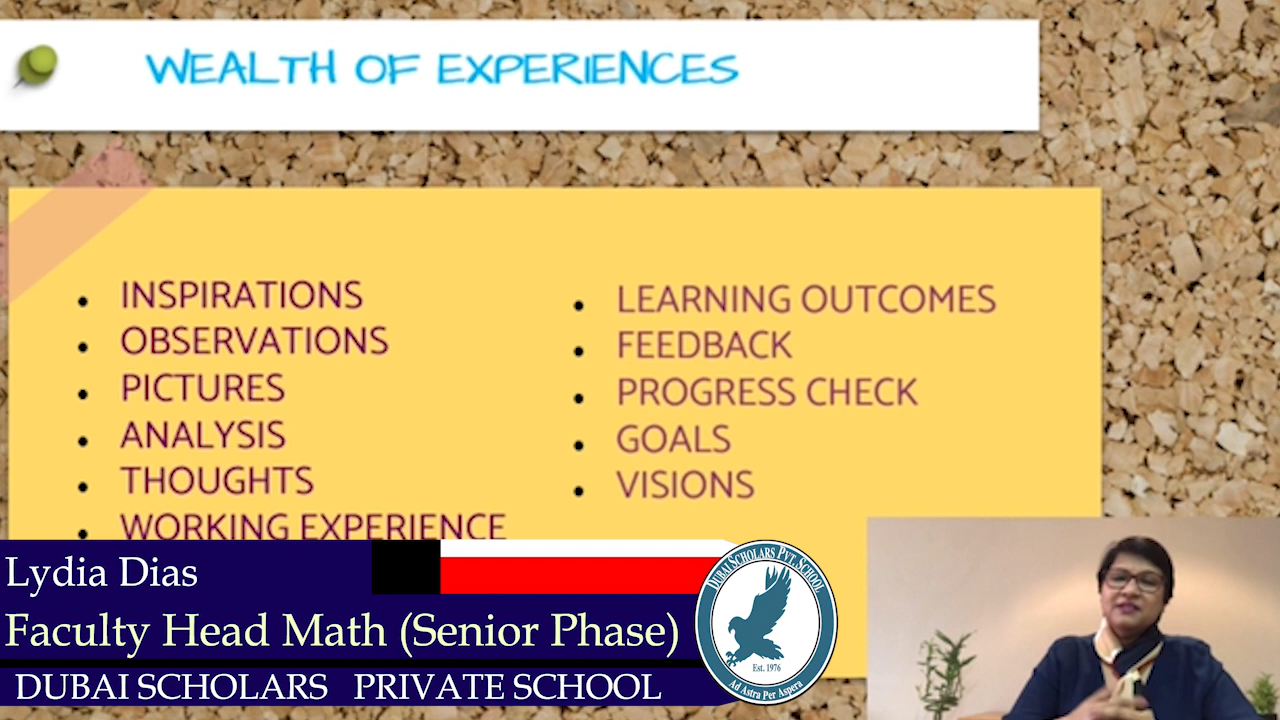 WEALTH OF EXPERIENCES
INSPIRATIONS
OBSERVATIONS
PICTURES
ANALYSIS
THOUGHTS
WORKING EXPERIENCE
LEARNING OUTCOMES
FEEDBACK
PROGRESS CHECK
GOALS
VISIONS
Lydia Dias
Faculty Head Math (Senior Phase)
DUBAI SCHOLARS PRIVATE SCHOOL
DUBAI SCHOLARS PVT. SCHOOL
Est. 1976
Ad Astra Per Aspera